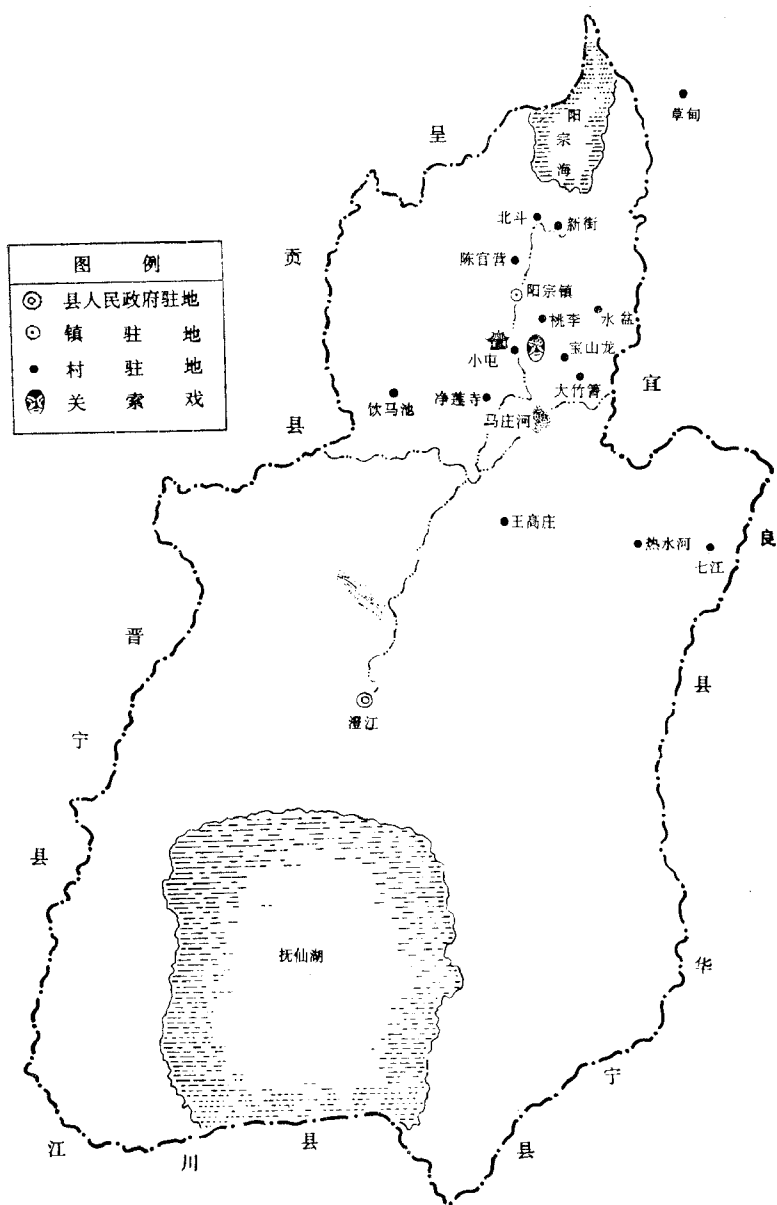 阳宗海
草甸
呈贡县
北斗
新街
陈官营
阳宗镇
桃李
水盆
小屯
宝山龙
大竹箐
饮马池
净莲寺
马庄河
图 例
县人民政府驻地
镇驻地
村驻地
关索戏
宜良县
王高庄
热水河
七江
晋宁县
澄江
抚仙湖
华宁县
江川县